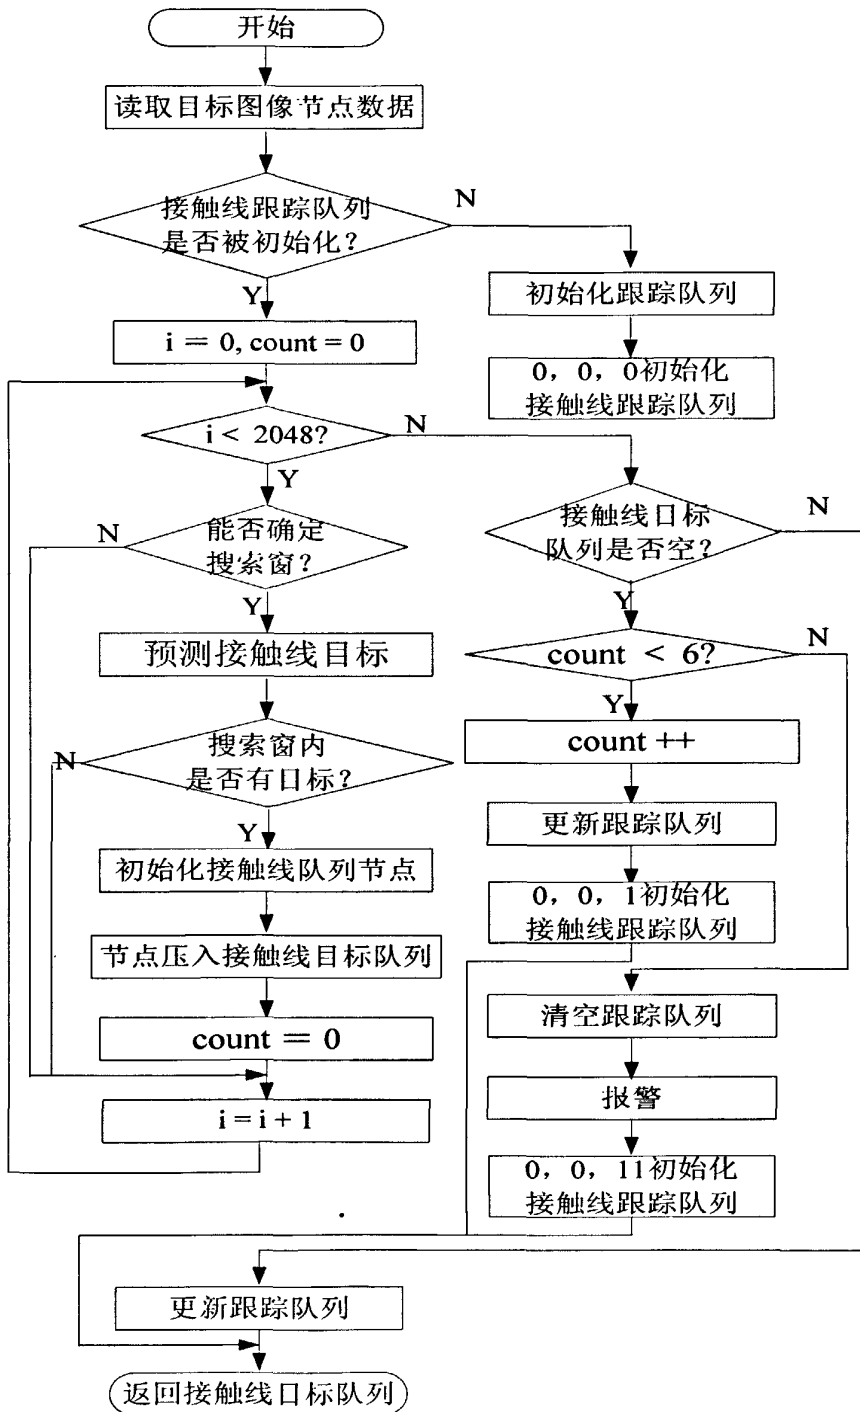 开始
读取目标图像节点数据
接触线跟踪队列
是否被初始化?
N
Y
初始化跟踪队列
i = 0, count = 0
0, 0, 0初始化
接触线跟踪队列
i < 2048?
N
Y
能否确定
搜索窗?
N
Y
接触线目标
队列是否空?
N
Y
预测接触线目标
count < 6?
N
Y
搜索窗内
是否有目标?
N
Y
count ++
更新跟踪队列
初始化接触线队列节点
0, 0, 1初始化
接触线跟踪队列
节点压入接触线目标队列
清空跟踪队列
count = 0
报警
i = i + 1
0, 0, 11初始化
接触线跟踪队列
更新跟踪队列
返回接触线目标队列